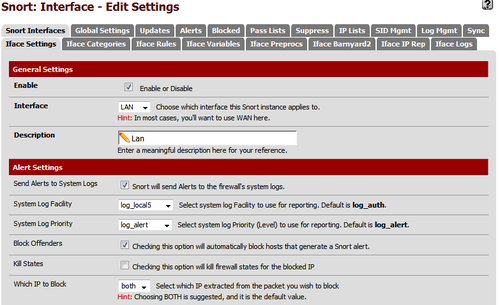 Snort: Interface - Edit Settings
Snort Interfaces Global Settings Updates Alerts Blocked Pass Lists Suppress IP Lists SID Mgmt Log Mgmt Sync
Iface Settings Iface Categories Iface Rules Iface Variables Iface Preprocs Iface Barnyard2 Iface IP Rep Iface Logs
General Settings
Enable Enable or Disable
Interface LAN Choose which interface this Snort instance applies to.
Hint: In most cases, you'll want to use WAN here.
Description Lan
Enter a meaningful description here for your reference.
Alert Settings
Send Alerts to System Logs Snort will send Alerts to the firewall's system logs.
System Log Facility log_local5 Select system log Facility to use for reporting. Default is log_auth.
System Log Priority log_alert Select system log Priority (Level) to use for reporting. Default is log_alert.
Block Offenders Checking this option will automatically block hosts that generate a Snort alert.
Kill States Checking this option will kill firewall states for the blocked IP
Which IP to Block both Select which IP extracted from the packet you wish to block
Hint: Choosing BOTH is suggested, and it is the default value.